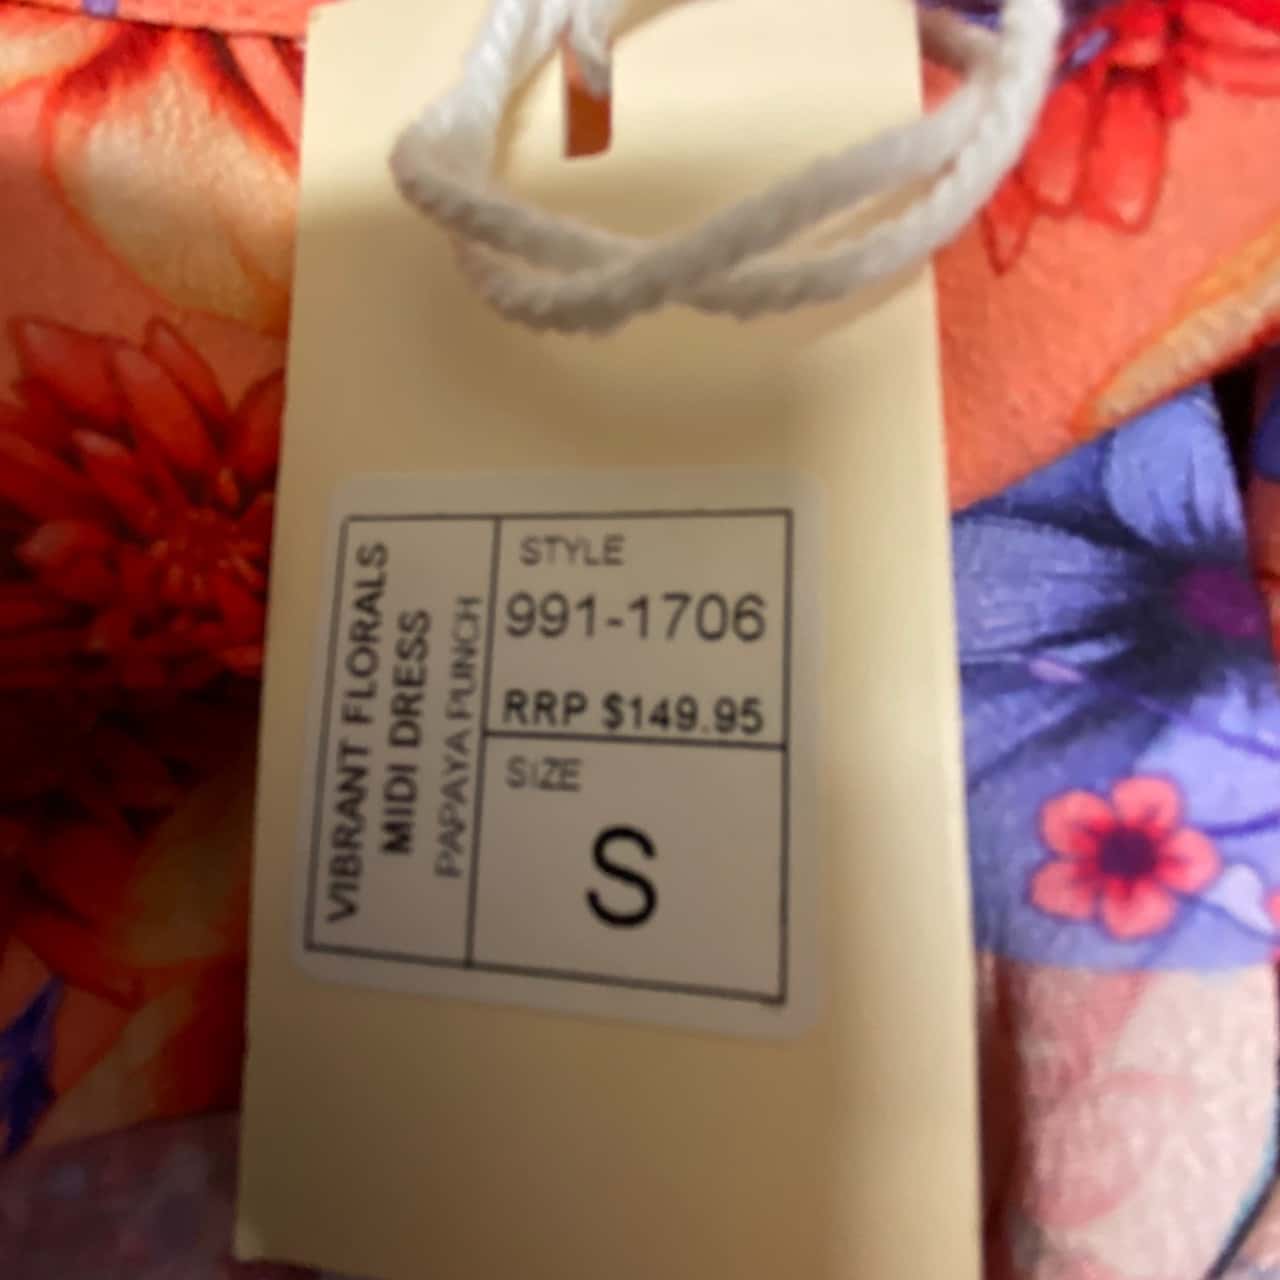 VIBRANT FLORALS
MIDI DRESS
PAPAYA PUNCH
STYLE
991-1706
RRP $149.95
SIZE
S